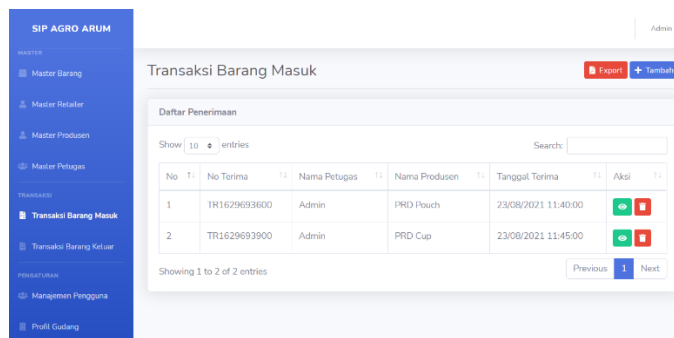 SIP AGRO ARUM
MASTER
Master Barang
Master Retailer
Master Produsen
Master Petugas
TRANSAKSI
Transaksi Barang Masuk
Transaksi Barang Keluar
PENGATURAN
Manajemen Pengguna
Profil Gudang
Admin
Transaksi Barang Masuk
Export + Tambah
Daftar Penerimaan
Show 10 entries Search:
No No Terima Nama Petugas Nama Produsen Tanggal Terima Aksi
1 TR1629693600 Admin PRD Pouch 23/08/2021 11:40:00
2 TR1629693900 Admin PRD Cup 23/08/2021 11:45:00
Showing 1 to 2 of 2 entries Previous 1 Next